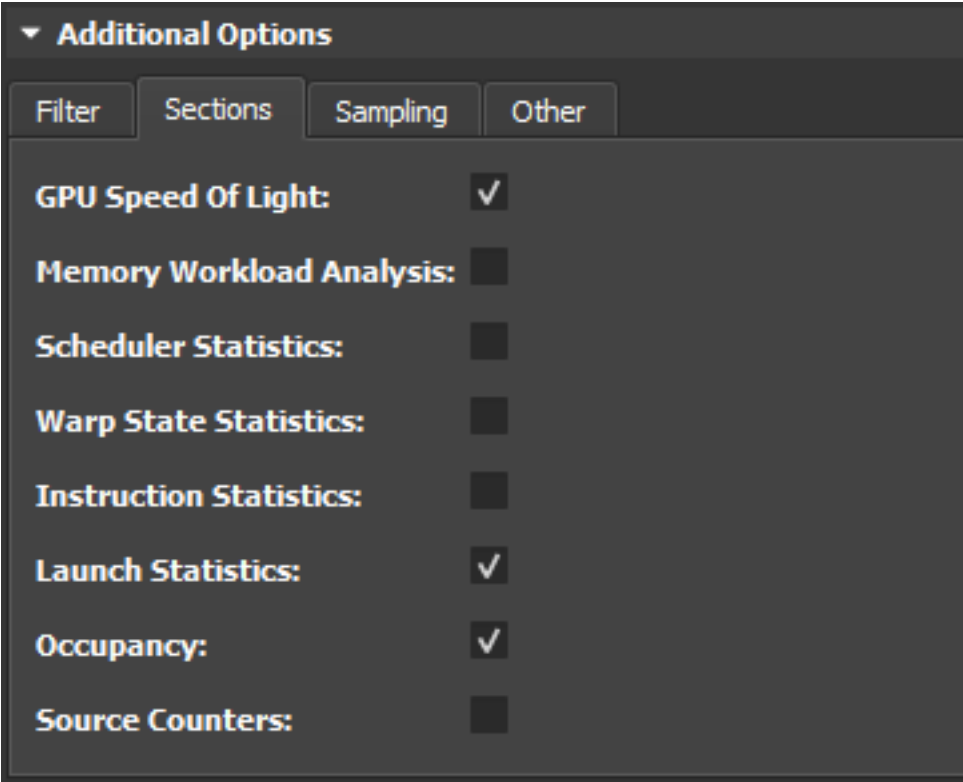 Additional Options
Filter Sections Sampling Other
GPU Speed Of Light:
Memory Workload Analysis:
Scheduler Statistics:
Warp State Statistics:
Instruction Statistics:
Launch Statistics:
Occupancy:
Source Counters: